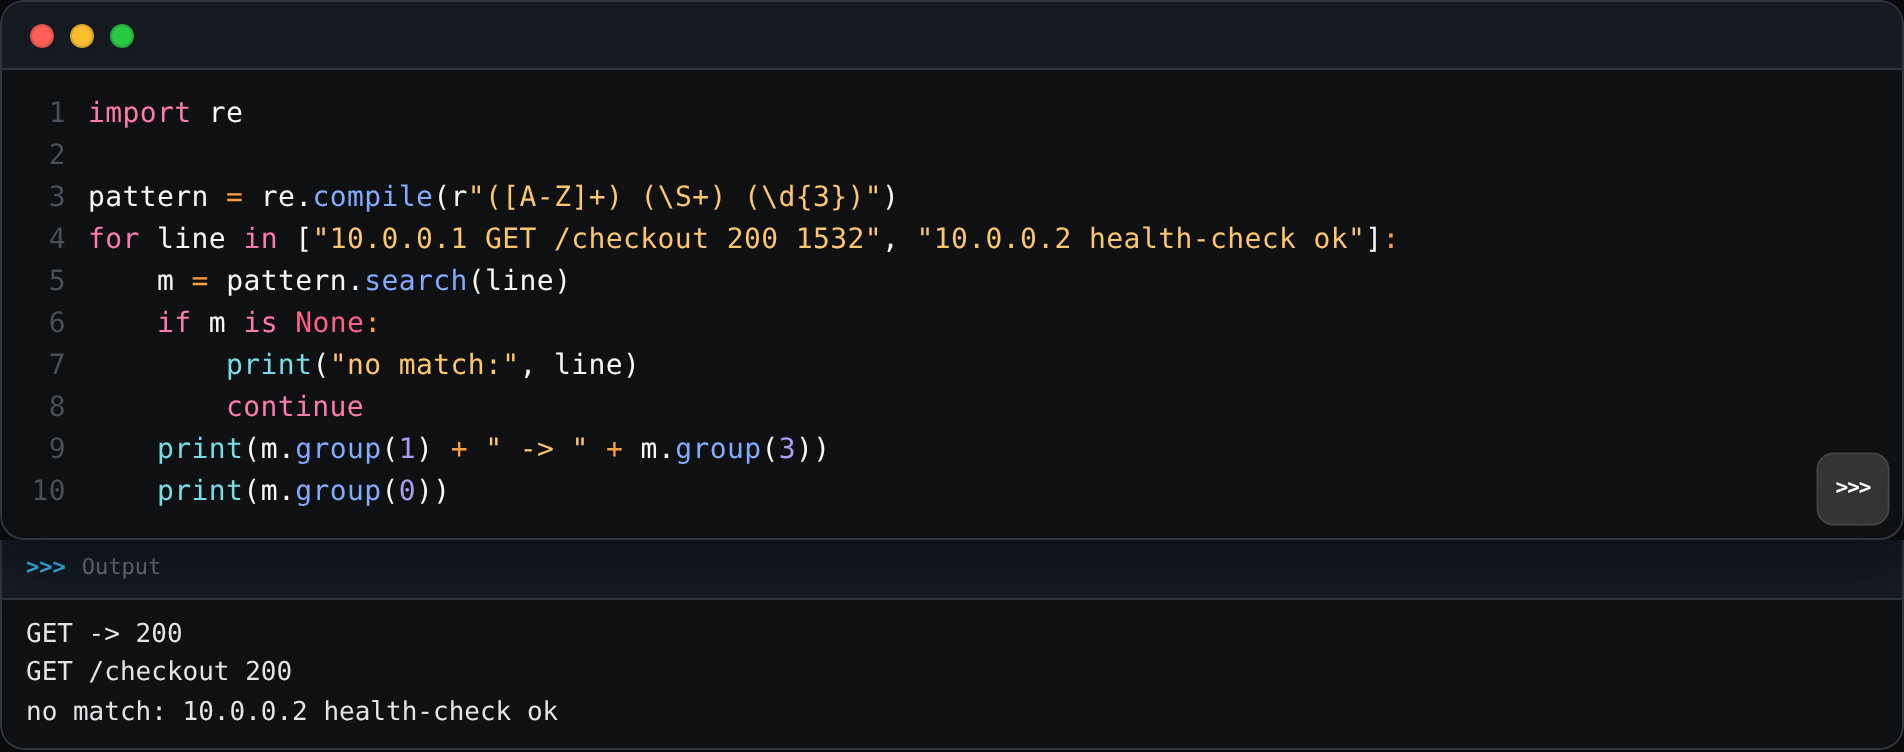 1 import re
2
3 pattern = re.compile(r"([A-Z]+) (\S+) (\d{3})")
4 for line in ["10.0.0.1 GET /checkout 200 1532", "10.0.0.2 health-check ok"]:
5     m = pattern.search(line)
6     if m is None:
7         print("no match:", line)
8         continue
9     print(m.group(1) + " -> " + m.group(3))
10     print(m.group(0))
>>>
>>> Output
GET -> 200
GET /checkout 200
no match: 10.0.0.2 health-check ok